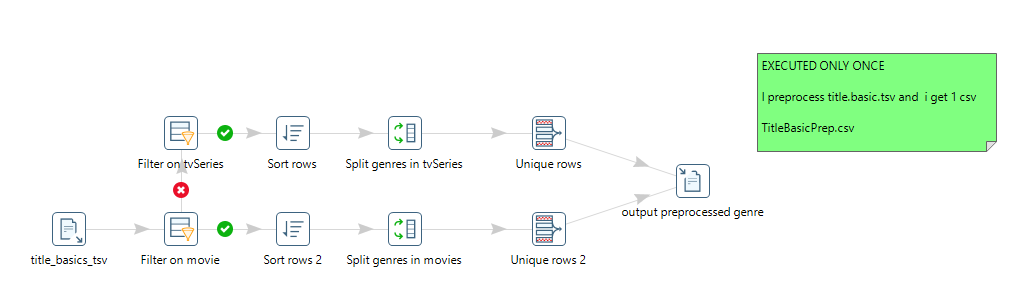 EXECUTED ONLY ONCE
I preprocess title.basic.tsv and  i get 1 csv
TitleBasicPrep.csv
Filter on tvSeries
Sort rows
Split genres in tvSeries
Unique rows
output preprocessed genre
title_basics_tsv
Filter on movie
Sort rows 2
Split genres in movies
Unique rows 2